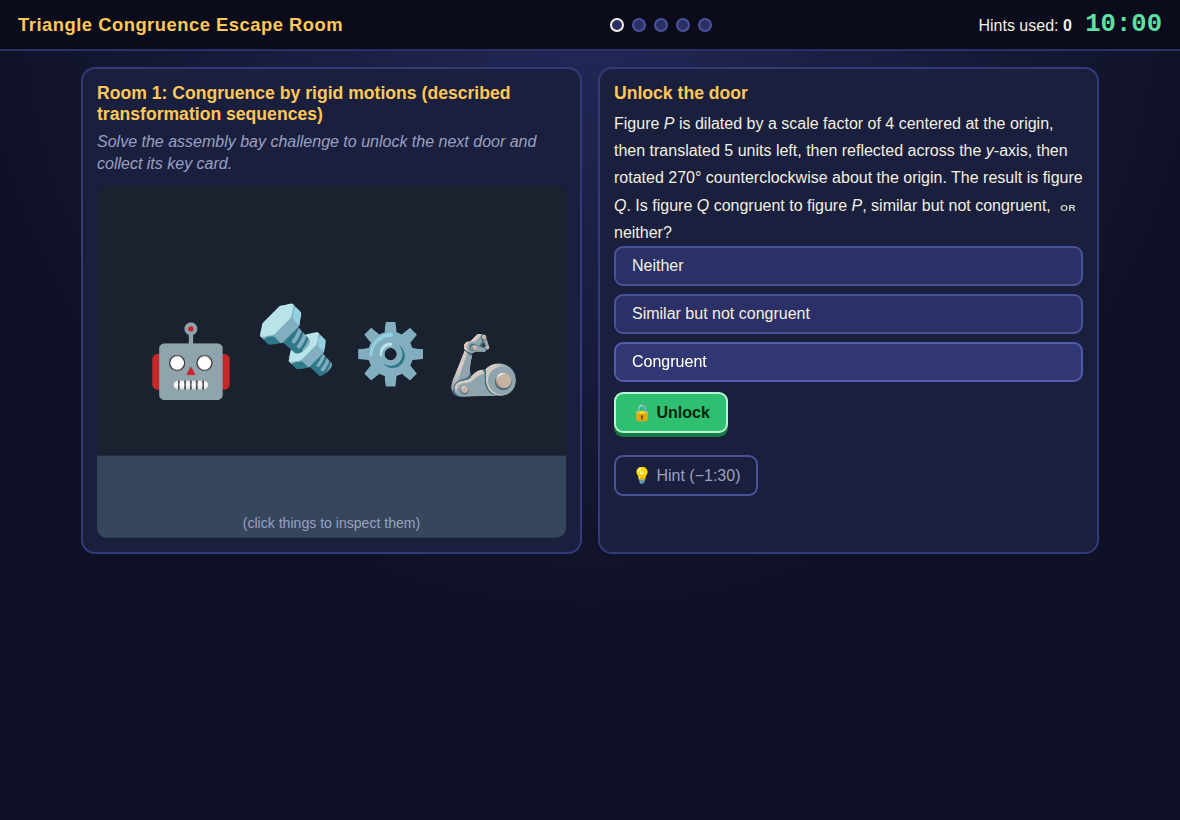 Triangle Congruence Escape Room
Hints used: 0 10:00
Room 1: Congruence by rigid motions (described
transformation sequences)
Solve the assembly bay challenge to unlock the next door and
collect its key card.
(click things to inspect them)
Unlock the door
Figure P is dilated by a scale factor of 4 centered at the origin,
then translated 5 units left, then reflected across the y-axis, then
rotated 270° counterclockwise about the origin. The result is figure
Q. Is figure Q congruent to figure P, similar but not congruent, OR
neither?
Neither
Similar but not congruent
Congruent
🔒 Unlock
💡 Hint (−1:30)